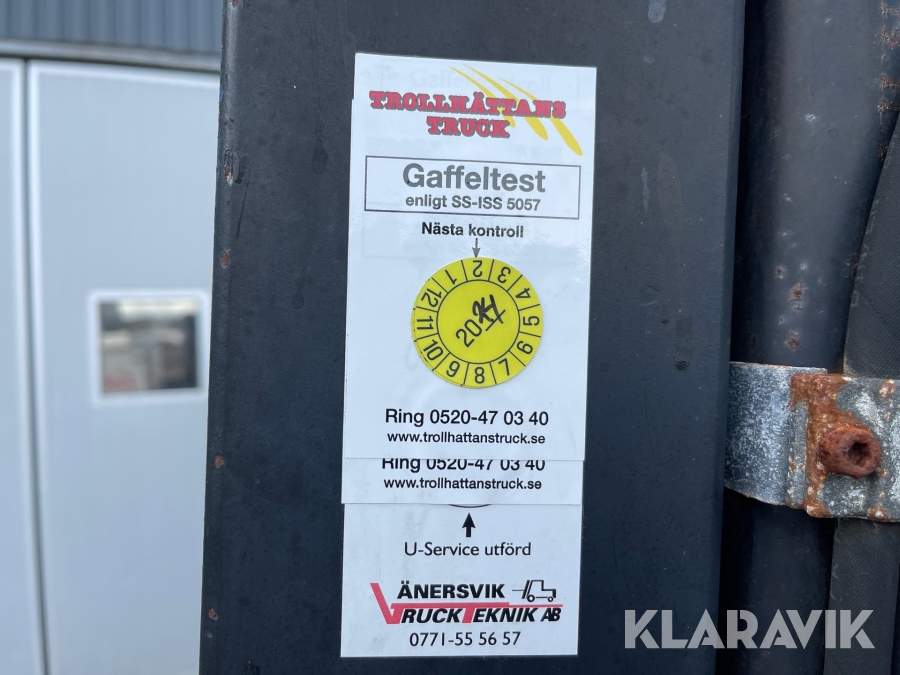 TROLLHÄTTANS
TRUCK
Gaffeltest
enligt SS-ISS 5057
Nästa kontroll
1 2 3 4 5 6 7 8 9 10 11 12
20
Ring 0520-47 03 40
www.trollhattanstruck.se
Ring 0520-47 03 40
www.trollhattanstruck.se
U-Service utförd
VÄNERSVIK
TRUCKTEKNIK AB
0771-55 56 57
KLARAVIK